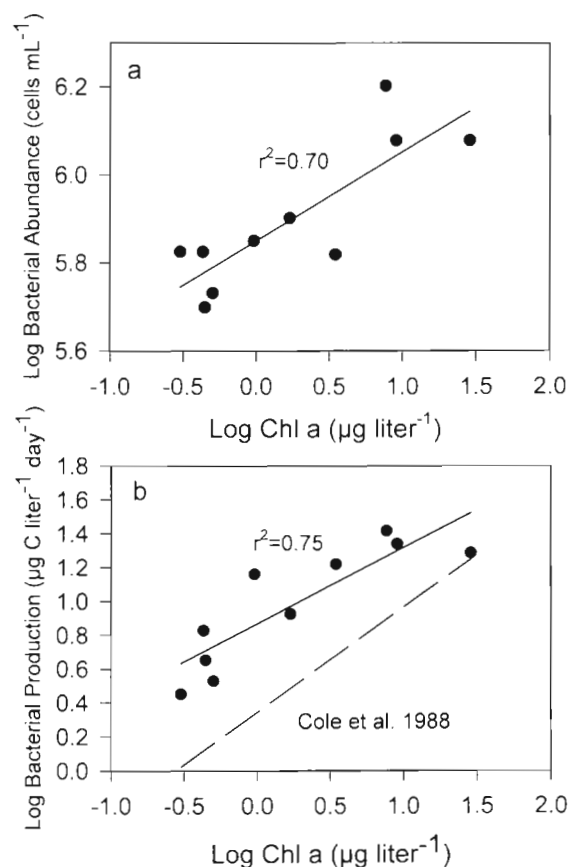 a
Log Bacterial Abundance (cells mL⁻¹)
6.2
6.0
5.8
5.6
r²=0.70
-1.0 -0.5 0.0 0.5 1.0 1.5 2.0
Log Chl a (µg liter⁻¹)
b
Log Bacterial Production (µg C liter⁻¹ day⁻¹)
1.8
1.6
1.4
1.2
1.0
0.8
0.6
0.4
0.2
0.0
r²=0.75
Cole et al. 1988
-1.0 -0.5 0.0 0.5 1.0 1.5 2.0
Log Chl a (µg liter⁻¹)